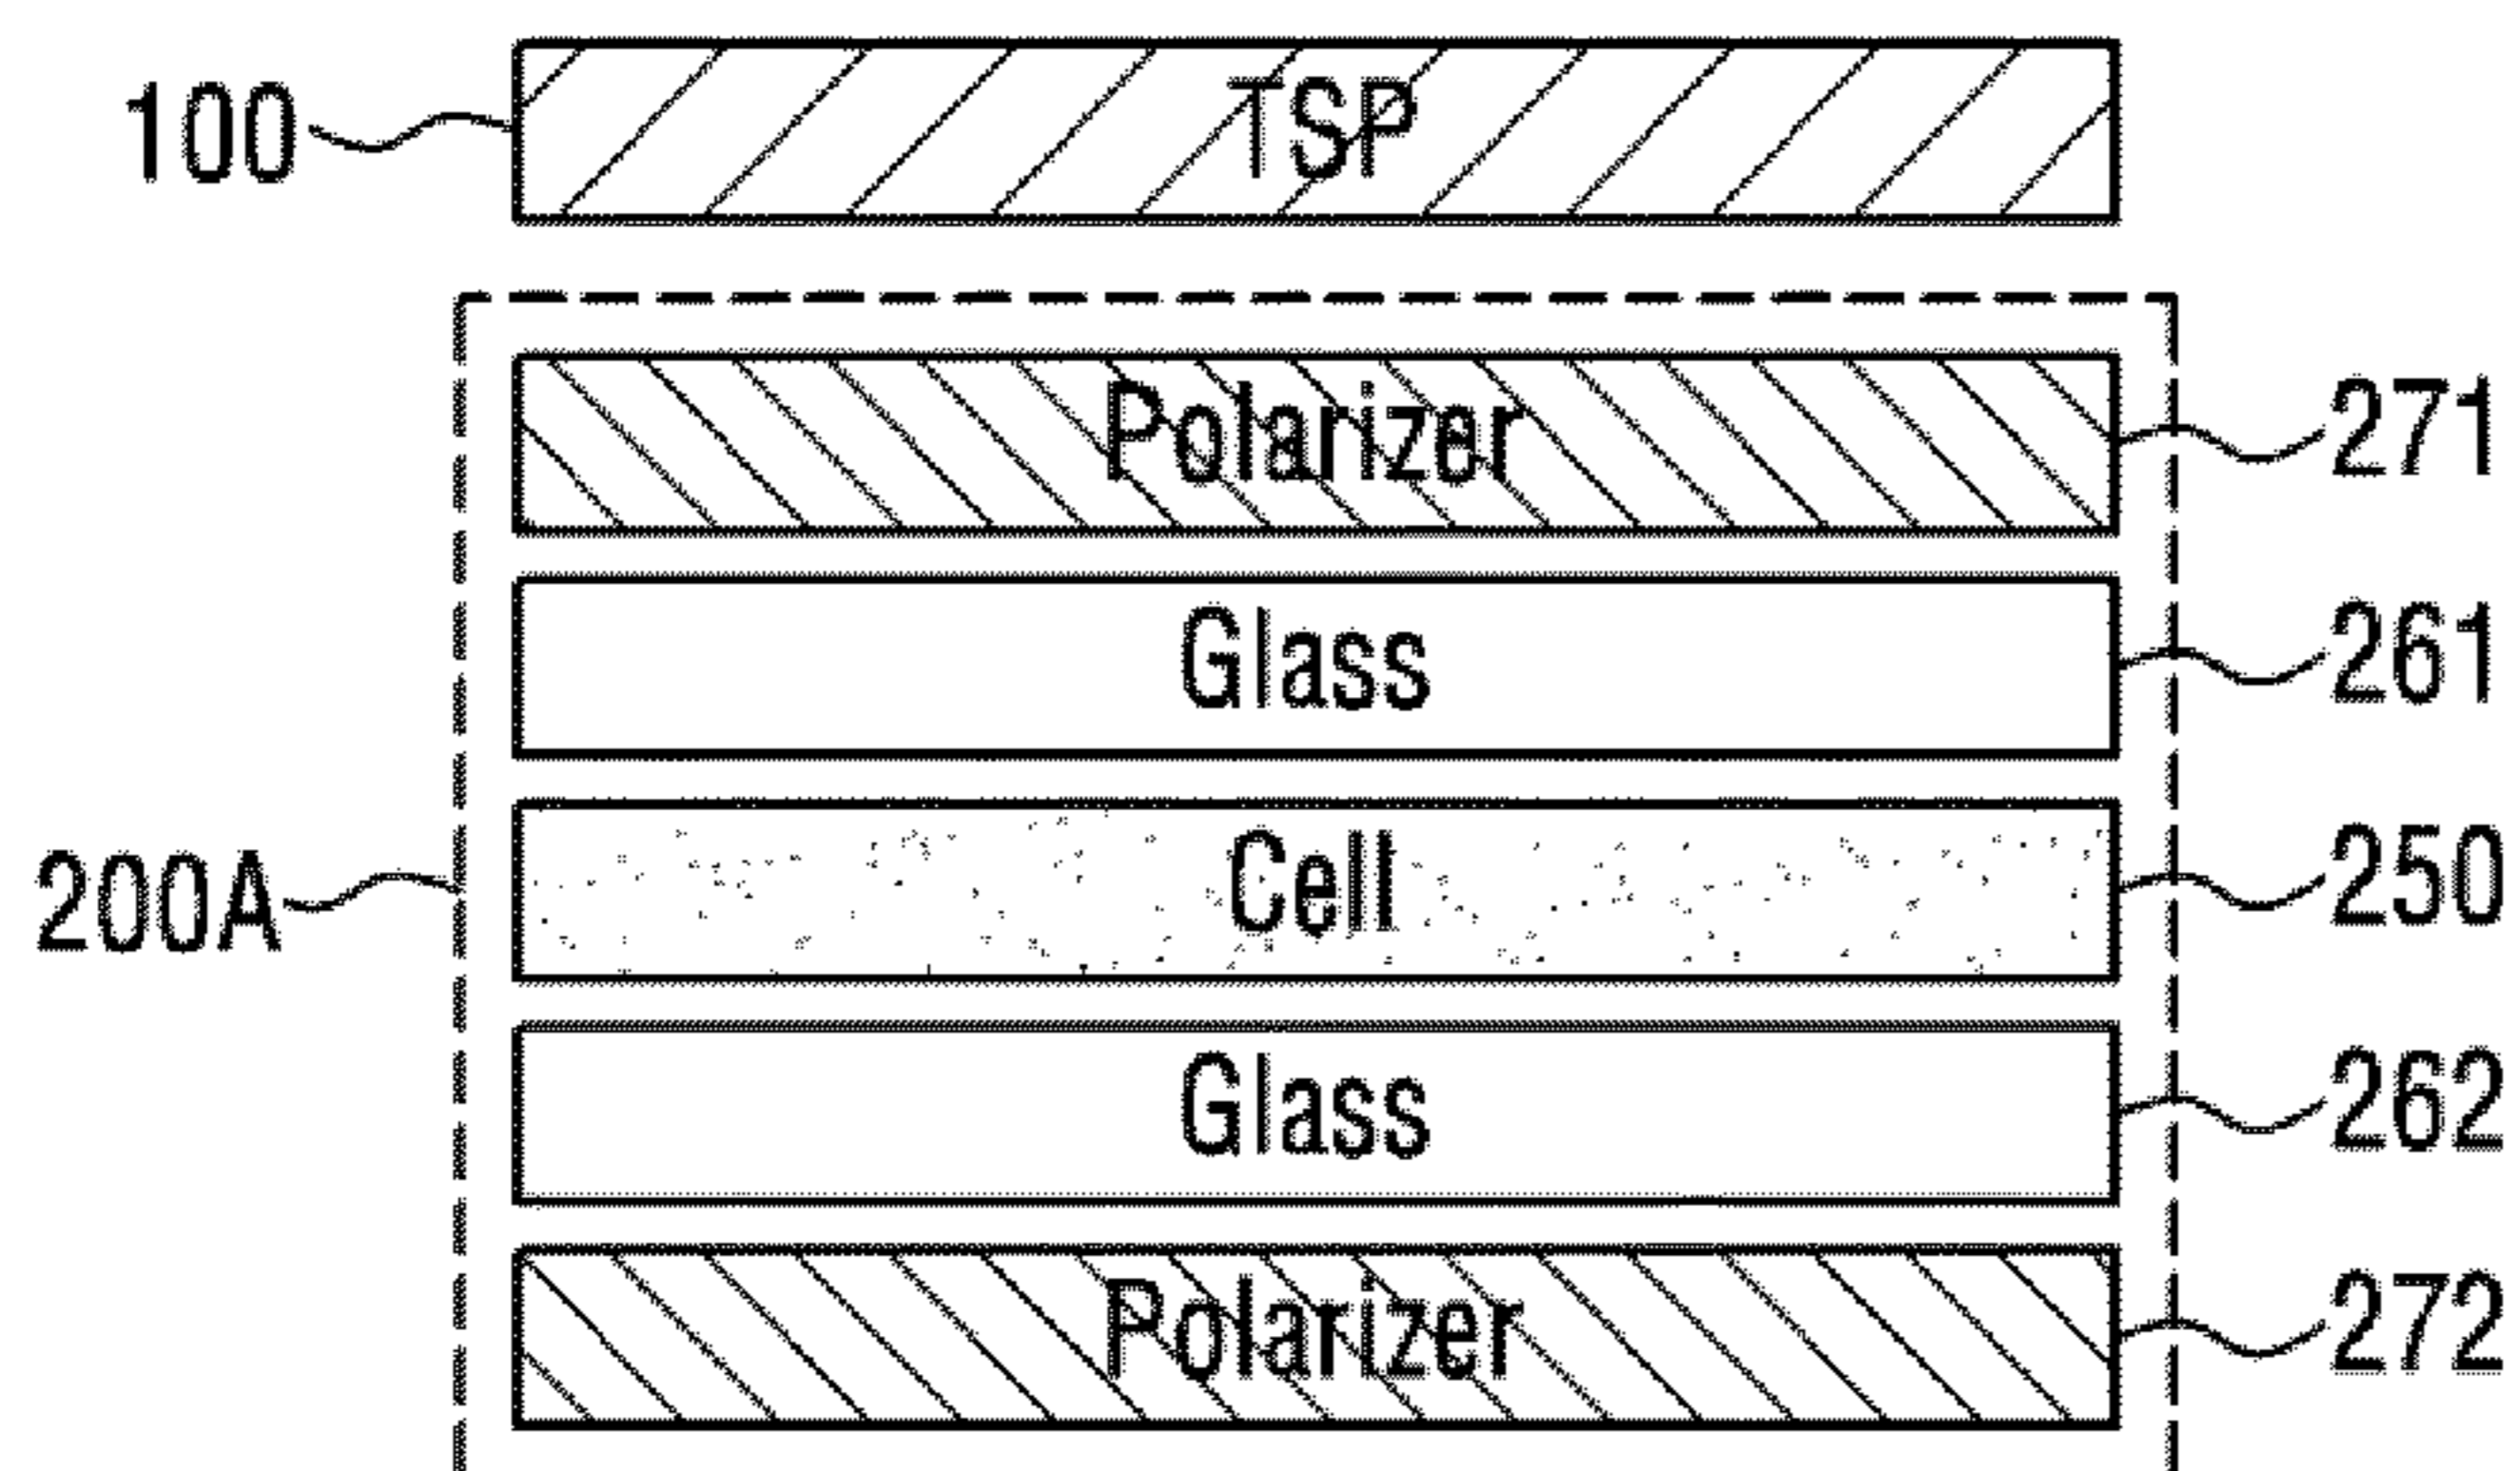 100 TSP
Polarizer 271
Glass 261
200A Cell 250
Glass 262
Polarizer 272